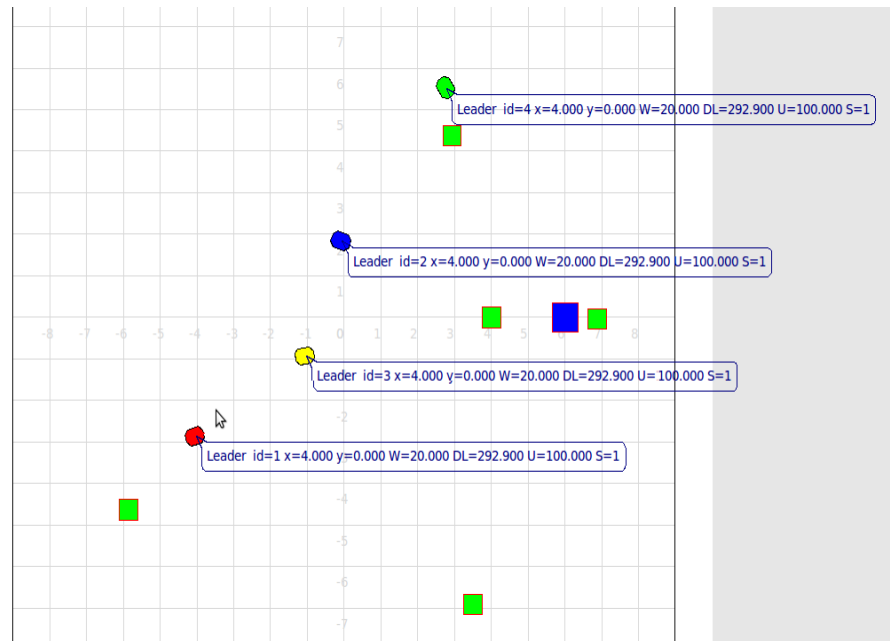 7
6
Leader id=4 x=4.000 y=0.000 W=20.000 DL=292.900 U=100.000 S=1
5
4
3
Leader id=2 x=4.000 y=0.000 W=20.000 DL=292.900 U=100.000 S=1
1
-8 -7 -6 -5 -4 -3 -2 -1 0 1 2 3 4 5 6 7 8
Leader id=3 x=4.000 y=0.000 W=20.000 DL=292.900 U=100.000 S=1
-2
Leader id=1 x=4.000 y=0.000 W=20.000 DL=292.900 U=100.000 S=1
-4
-5
-6
-7